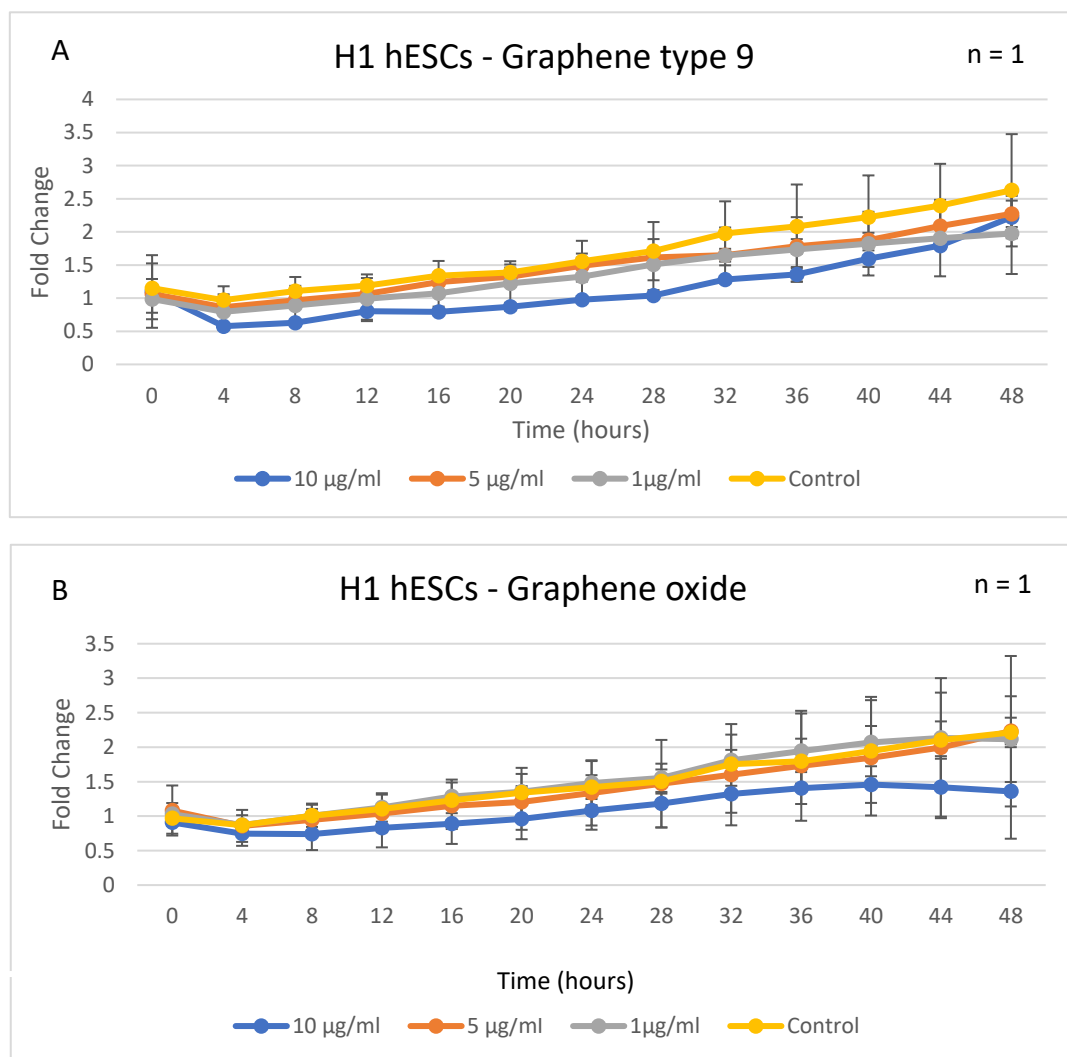 A
H1 hESCs - Graphene type 9
n = 1
4
3.5
3
2.5
2
1.5
1
0.5
0
Fold Change
0 4 8 12 16 20 24 28 32 36 40 44 48
Time (hours)
10 µg/ml 5 µg/ml 1µg/ml Control
B
H1 hESCs - Graphene oxide
n = 1
3.5
3
2.5
2
1.5
1
0.5
0
Fold Change
0 4 8 12 16 20 24 28 32 36 40 44 48
Time (hours)
10 µg/ml 5 µg/ml 1µg/ml Control